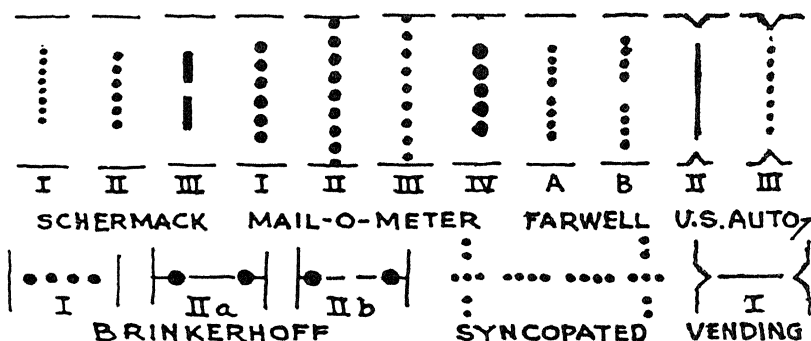 I II III I II III IV A B II III
SCHERMACK MAIL-O-METER FARWELL U.S. AUTO-
I IIa IIb I
BRINKERHOFF SYNCOPATED VENDING